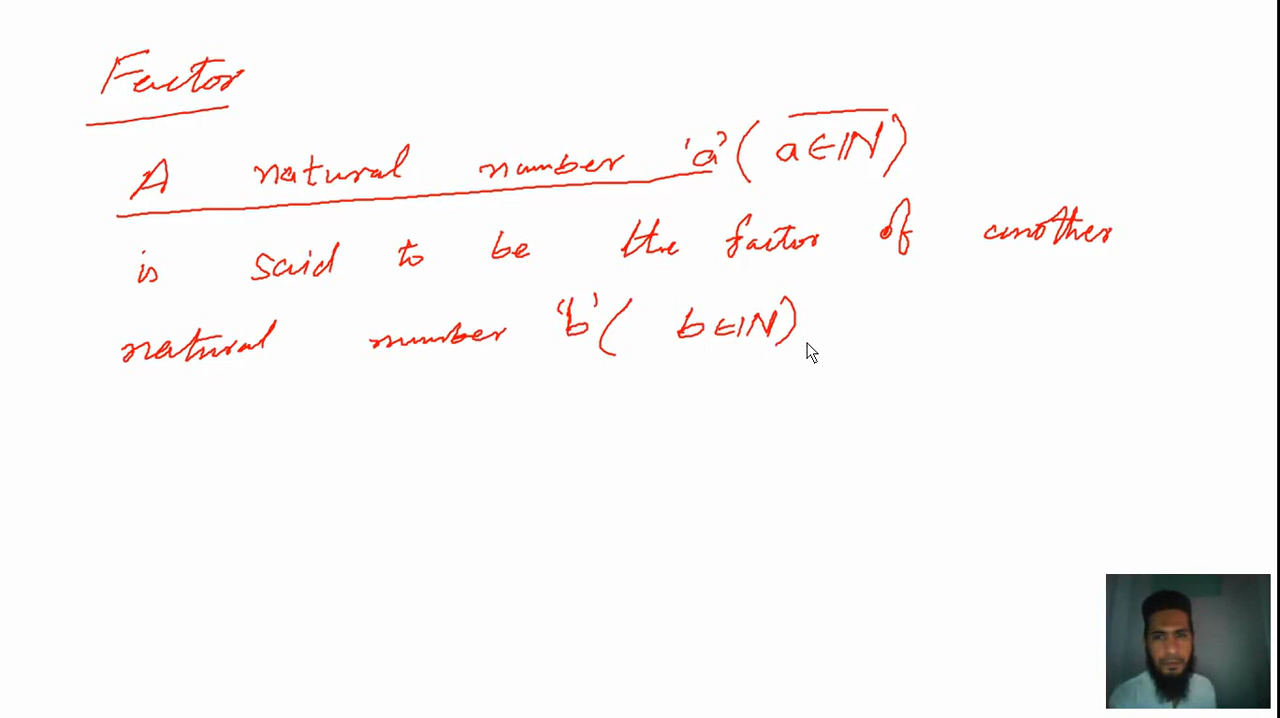 Factor
A natural number 'a' ( a∈ℕ)
is said to be the factor of another
natural number 'b' ( b∈ℕ)